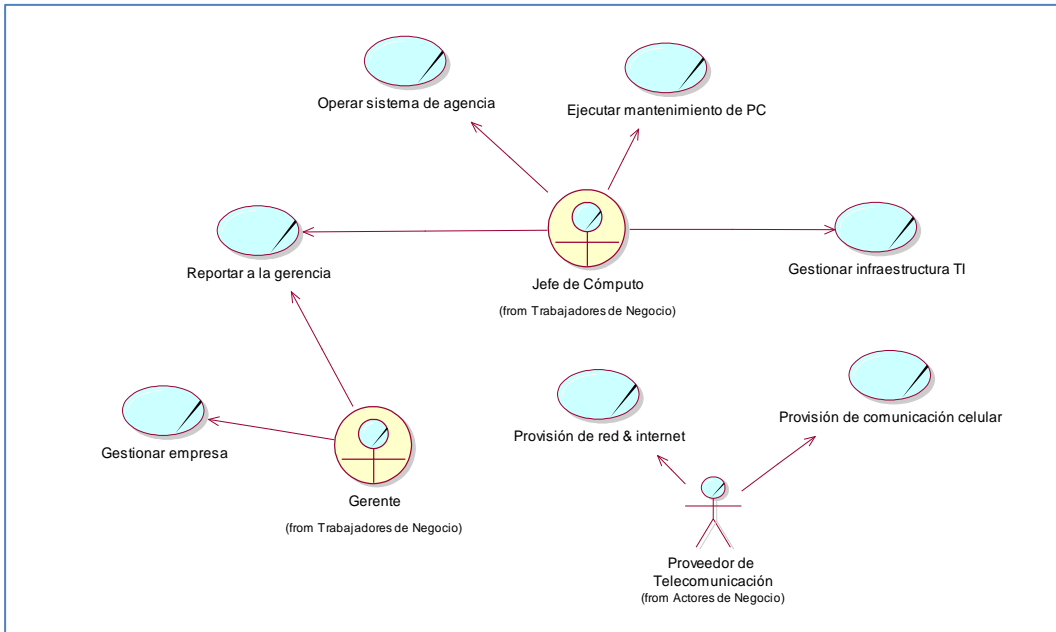 Operar sistema de agencia
Ejecutar mantenimiento de PC
Reportar a la gerencia
Jefe de Cómputo
(from Trabajadores de Negocio)
Gestionar infraestructura TI
Gestionar empresa
Gerente
(from Trabajadores de Negocio)
Provisión de red & internet
Provisión de comunicación celular
Proveedor de
Telecomunicación
(from Actores de Negocio)